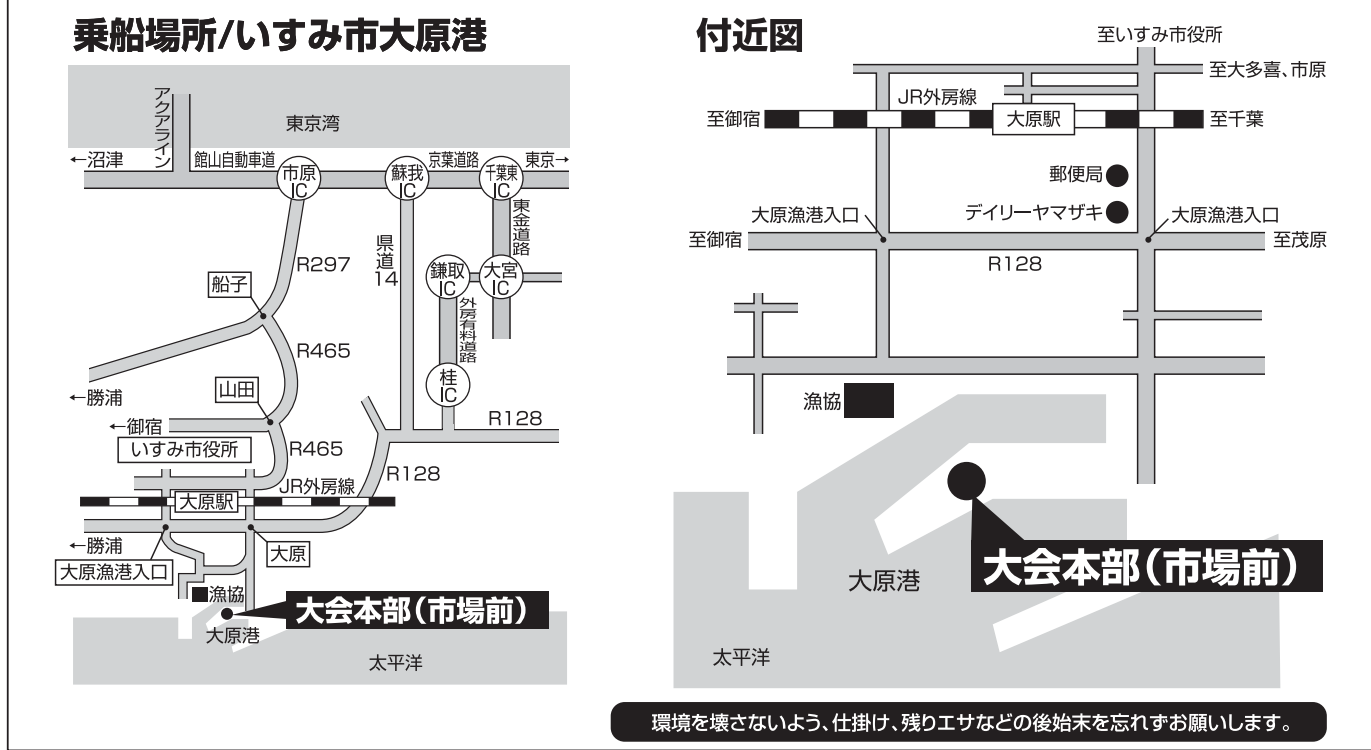 乗船場所/いすみ市大原港
アクアライン
東京湾
←沼津
館山自動車道
市原
IC
蘇我
IC
京葉道路
千葉東
IC
東京→
東金道路
R297
県道14
鎌取
IC
大宮
IC
船子
外房有料道路
R465
桂
IC
山田
←勝浦
←御宿
R128
いすみ市役所
R465
R128
JR外房線
大原駅
←勝浦
大原
大原漁港入口
漁協
大会本部(市場前)
大原港
太平洋
付近図
至いすみ市役所
至大多喜、市原
JR外房線
至御宿
大原駅
至千葉
郵便局
デイリーヤマザキ
大原漁港入口
大原漁港入口
至御宿
至茂原
R128
漁協
大会本部(市場前)
大原港
太平洋
環境を壊さないよう、仕掛け、残りエサなどの後始末を忘れずお願いします。